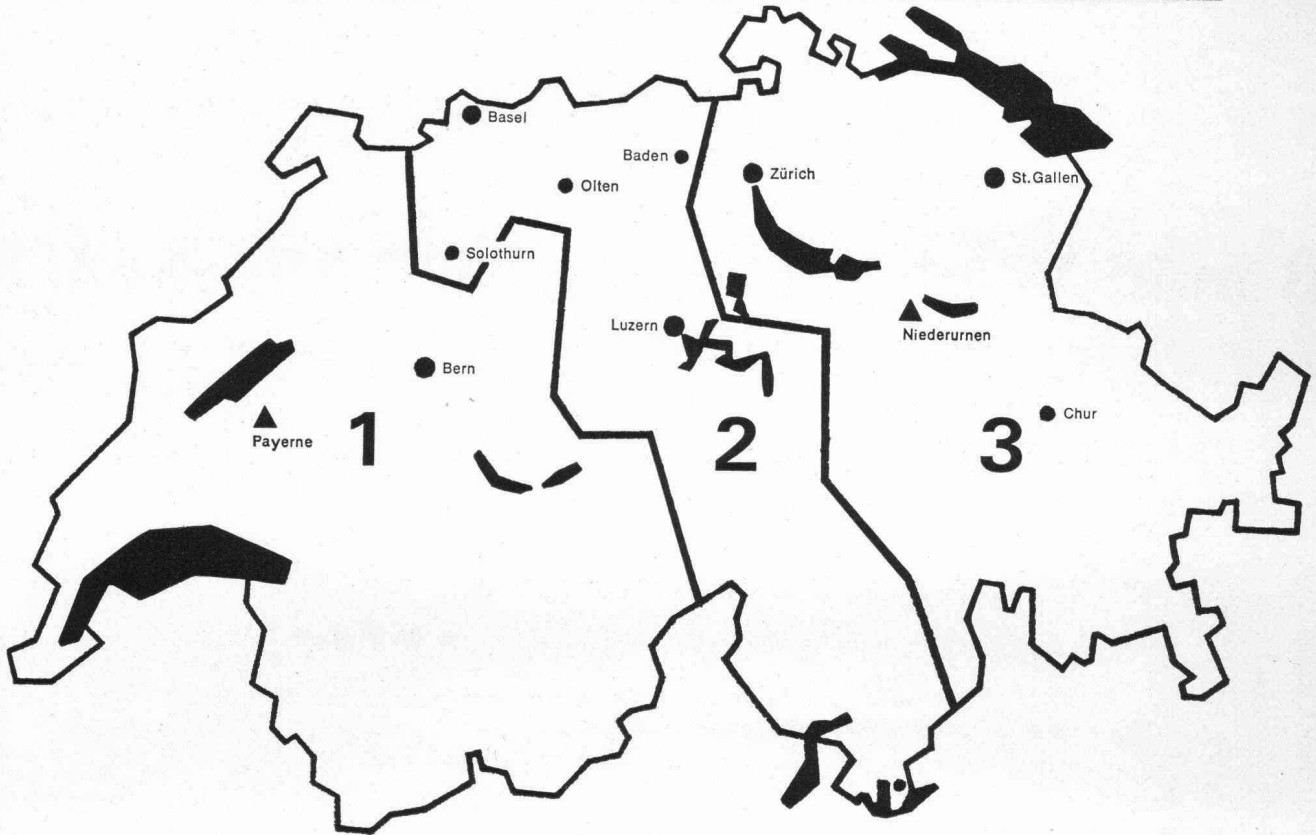 Basel
Baden
Zürich
St.Gallen
Olten
Solothurn
Luzern
Niederurnen
Bern
Chur
Payerne
1
2
3